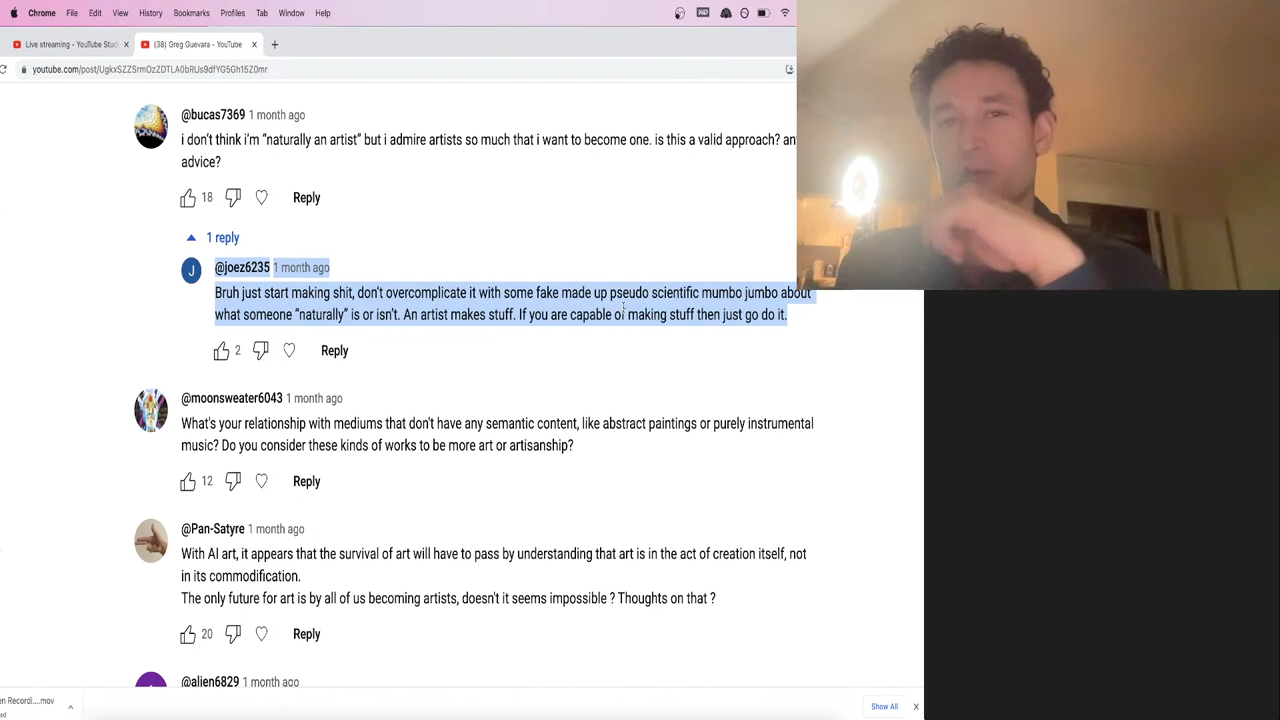 Chrome File Edit View History Bookmarks Profiles Tab Window Help HD
Live streaming - YouTube Stud × (38) Greg Guevara - YouTube × +
youtube.com/post/UgkxSZZSrmOzZDTLA0bRUs9dfYG5Gh15Z0mr
@bucas7369 1 month ago
i don't think i'm “naturally an artist” but i admire artists so much that i want to become one. is this a valid approach? an
advice?
18 Reply
1 reply
J @joez6235 1 month ago
Bruh just start making shit, don't overcomplicate it with some fake made up pseudo scientific mumbo jumbo about
what someone “naturally” is or isn't. An artist makes stuff. If you are capable of making stuff then just go do it.
2 Reply
@moonsweater6043 1 month ago
What's your relationship with mediums that don't have any semantic content, like abstract paintings or purely instrumental
music? Do you consider these kinds of works to be more art or artisanship?
12 Reply
@Pan-Satyre 1 month ago
With AI art, it appears that the survival of art will have to pass by understanding that art is in the act of creation itself, not
in its commodification.
The only future for art is by all of us becoming artists, doesn't it seems impossible ? Thoughts on that ?
20 Reply
@alien6829 1 month ago
en Recordi....mov
Show All ×